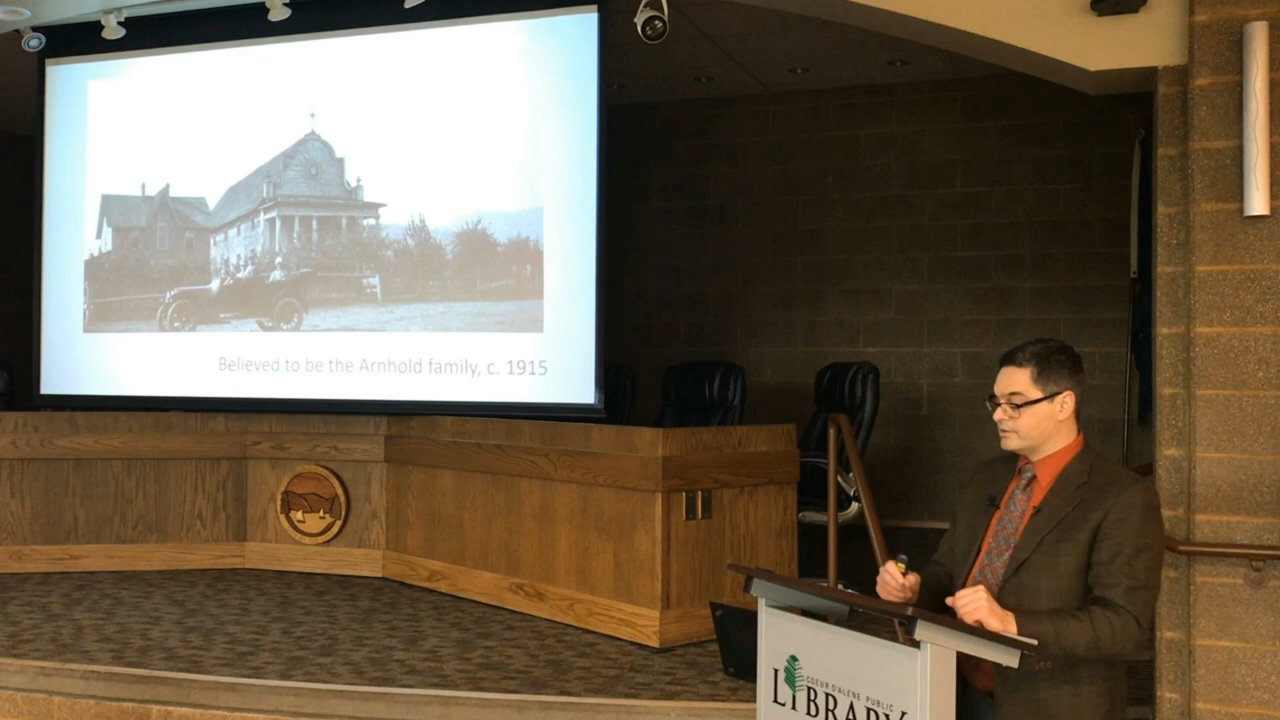 Believed to be the Arnhold family, c. 1915
COEUR D'ALENE PUBLIC
LIBRARY